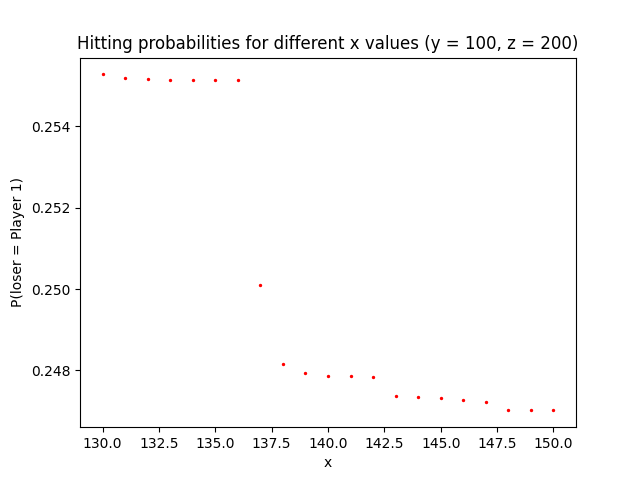 Hitting probabilities for different x values (y = 100, z = 200)
P(loser = Player 1)
0.254
0.252
0.250
0.248
130.0 132.5 135.0 137.5 140.0 142.5 145.0 147.5 150.0
x